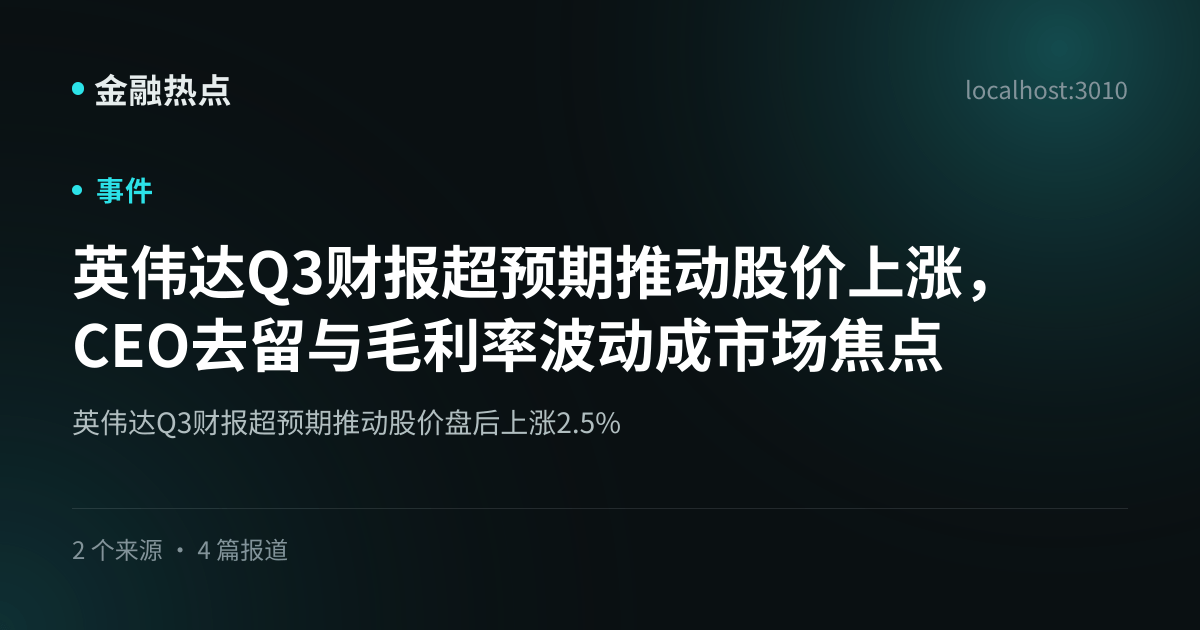 金融热点
localhost:3010
事件
英伟达Q3财报超预期推动股价上涨，
CEO去留与毛利率波动成市场焦点
英伟达Q3财报超预期推动股价盘后上涨2.5%
2 个来源 · 4 篇报道